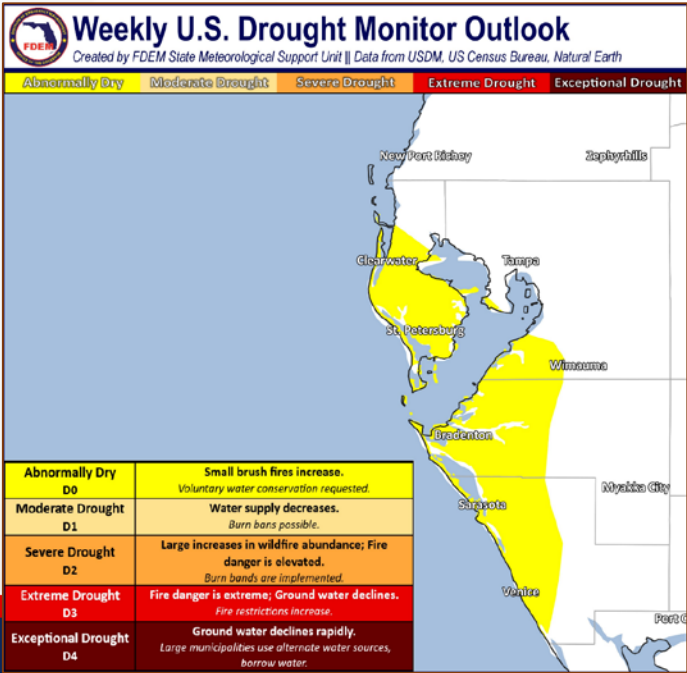 Weekly U.S. Drought Monitor Outlook
FDEM
Created by FDEM State Meteorological Support Unit || Data from USDM, US Census Bureau, Natural Earth
Abnormally Dry Moderate Drought Severe Drought Extreme Drought Exceptional Drought
New Port Richey Zephyrhills
Clearwater Tampa
St. Petersburg
Wimauma
Bradenton
Myakka City
Sarasota
Venice
Port C
Abnormally Dry
D0
Small brush fires increase.
Voluntary water conservation requested.
Moderate Drought
D1
Water supply decreases.
Burn bans possible.
Severe Drought
D2
Large increases in wildfire abundance; Fire
danger is elevated.
Burn bands are implemented.
Extreme Drought
D3
Fire danger is extreme; Ground water declines.
Fire restrictions increase.
Exceptional Drought
D4
Ground water declines rapidly.
Large municipalities use alternate water sources,
borrow water.